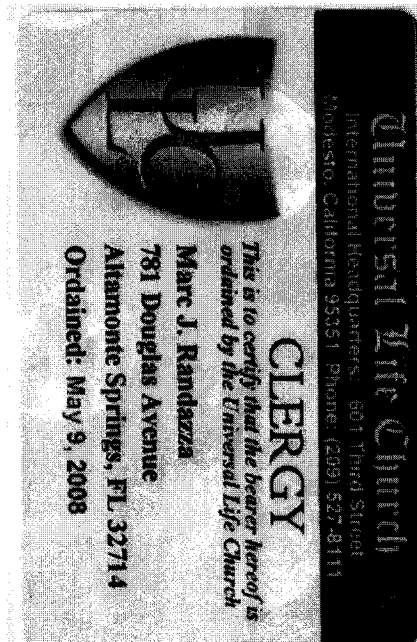 Universal Life Church
International Headquarters: 601 Third Street
Modesto, California 95351 Phone: (209) 527-8111
CLERGY
This is to certify that the bearer hereof is
ordained by the Universal Life Church
Marc J. Randazza
781 Douglas Avenue
Altamonte Springs, FL 32714
Ordained: May 9, 2008